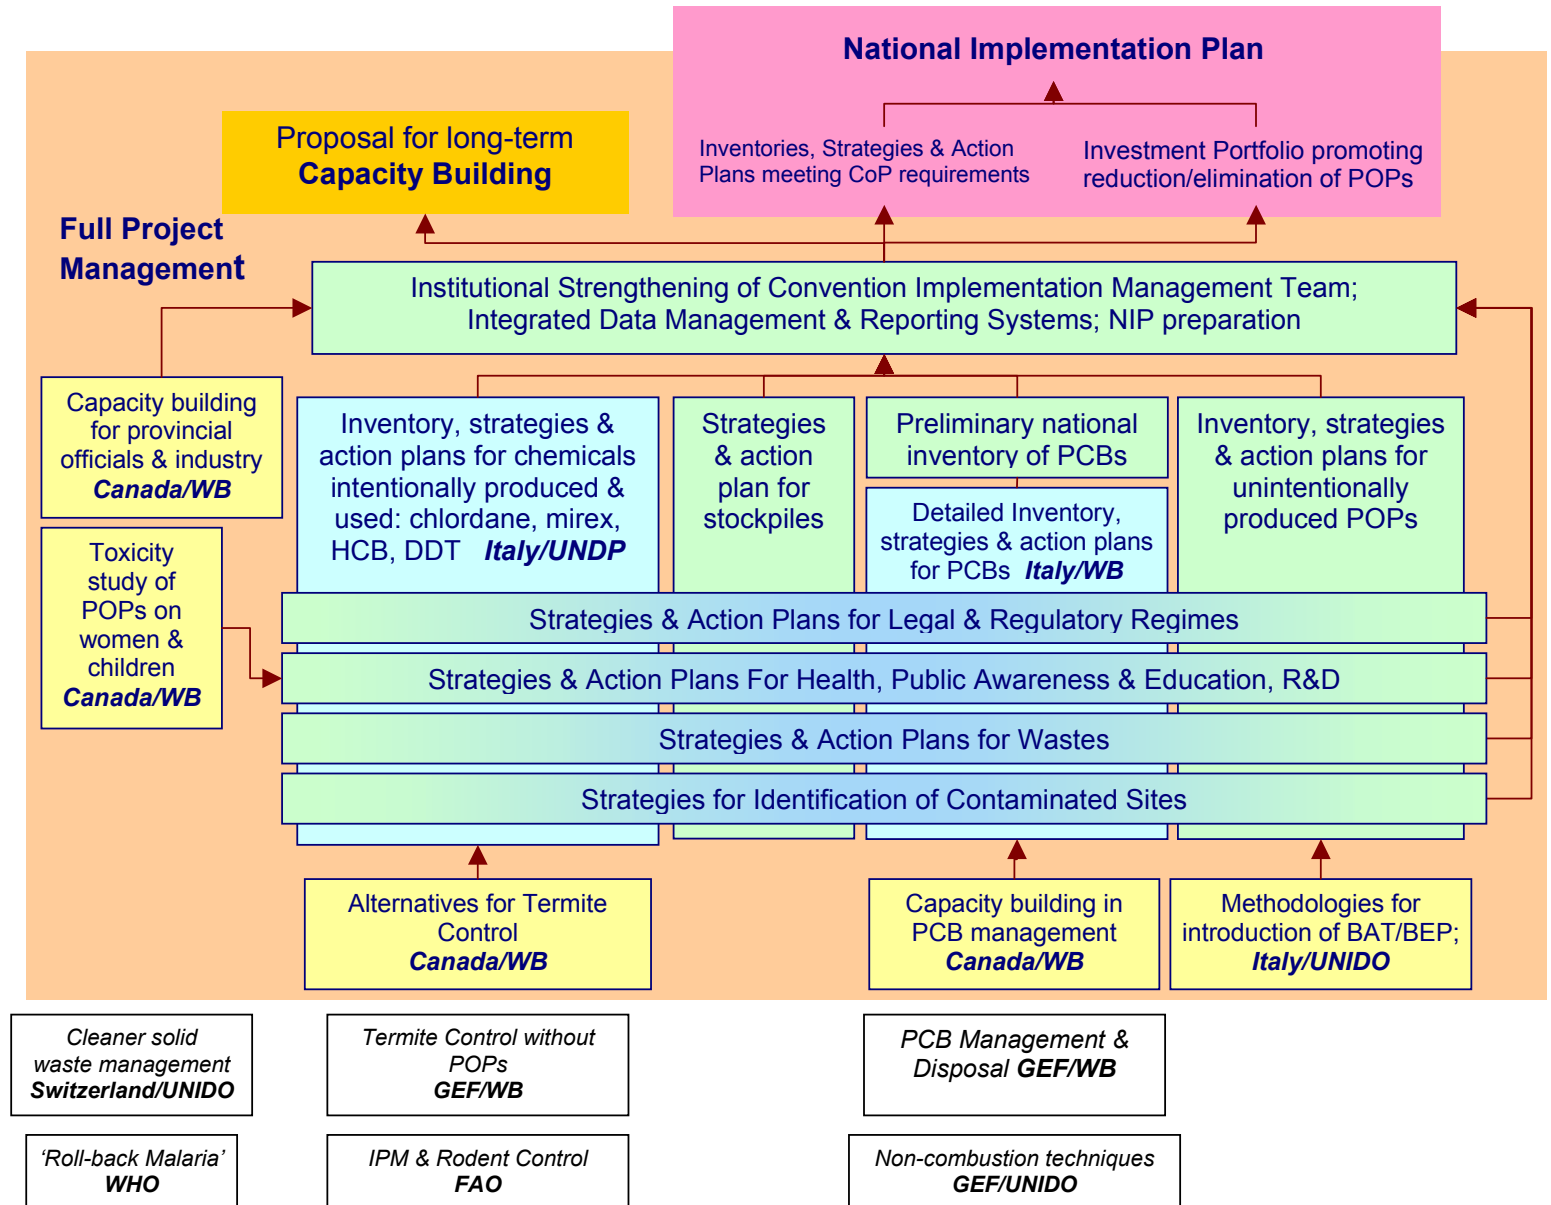 National Implementation Plan
Proposal for long-term
Capacity Building
Inventories, Strategies & Action
Plans meeting CoP requirements
Investment Portfolio promoting
reduction/elimination of POPs
Full Project
Management
Institutional Strengthening of Convention Implementation Management Team;
Integrated Data Management & Reporting Systems; NIP preparation
Capacity building
for provincial
officials & industry
Canada/WB
Inventory, strategies &
action plans for chemicals
intentionally produced &
used: chlordane, mirex,
HCB, DDT Italy/UNDP
Strategies
& action
plan for
stockpiles
Preliminary national
inventory of PCBs
Detailed Inventory,
strategies & action plans
for PCBs Italy/WB
Inventory, strategies
& action plans for
unintentionally
produced POPs
Toxicity
study of
POPs on
women &
children
Canada/WB
Strategies & Action Plans for Legal & Regulatory Regimes
Strategies & Action Plans For Health, Public Awareness & Education, R&D
Strategies & Action Plans for Wastes
Strategies for Identification of Contaminated Sites
Alternatives for Termite
Control
Canada/WB
Capacity building in
PCB management
Canada/WB
Methodologies for
introduction of BAT/BEP;
Italy/UNIDO
Cleaner solid
waste management
Switzerland/UNIDO
Termite Control without
POPs
GEF/WB
PCB Management &
Disposal GEF/WB
‘Roll-back Malaria’
WHO
IPM & Rodent Control
FAO
Non-combustion techniques
GEF/UNIDO